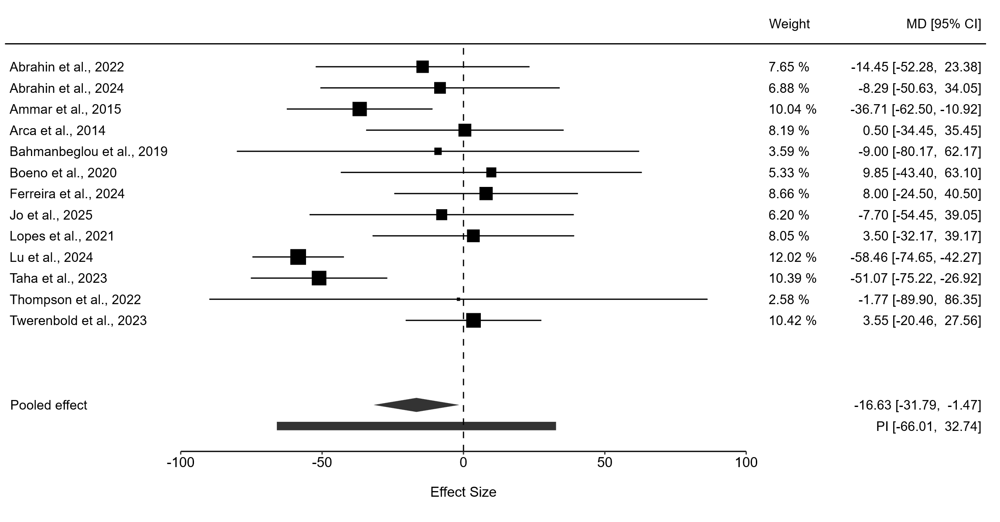 Weight MD [95% CI]
Abrahin et al., 2022 7.65 % -14.45 [-52.28, 23.38]
Abrahin et al., 2024 6.88 % -8.29 [-50.63, 34.05]
Ammar et al., 2015 10.04 % -36.71 [-62.50, -10.92]
Arca et al., 2014 8.19 % 0.50 [-34.45, 35.45]
Bahmanbeglou et al., 2019 3.59 % -9.00 [-80.17, 62.17]
Boeno et al., 2020 5.33 % 9.85 [-43.40, 63.10]
Ferreira et al., 2024 8.66 % 8.00 [-24.50, 40.50]
Jo et al., 2025 6.20 % -7.70 [-54.45, 39.05]
Lopes et al., 2021 8.05 % 3.50 [-32.17, 39.17]
Lu et al., 2024 12.02 % -58.46 [-74.65, -42.27]
Taha et al., 2023 10.39 % -51.07 [-75.22, -26.92]
Thompson et al., 2022 2.58 % -1.77 [-89.90, 86.35]
Twerenbold et al., 2023 10.42 % 3.55 [-20.46, 27.56]
Pooled effect -16.63 [-31.79, -1.47]
PI [-66.01, 32.74]
-100 -50 0 50 100
Effect Size